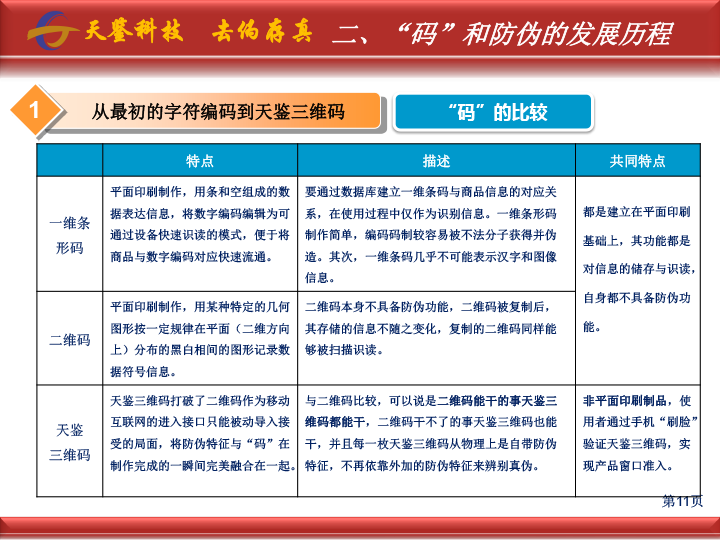 天鉴科技 去伪存真 二、“码”和防伪的发展历程
1 从最初的字符编码到天鉴三维码 “码”的比较
特点 描述 共同特点
一维条
形码
平面印刷制作，用条和空组成的数
据表达信息，将数字编码编辑为可
通过设备快速识读的模式，便于将
商品与数字编码对应快速流通。
要通过数据库建立一维条码与商品信息的对应关
系，在使用过程中仅作为识别信息。一维条形码
制作简单，编码码制较容易被不法分子获得并伪
造。其次，一维条码几乎不可能表示汉字和图像
信息。
都是建立在平面印刷
基础上，其功能都是
对信息的储存与识读，
自身都不具备防伪功
能。
二维码
平面印刷制作，用某种特定的几何
图形按一定规律在平面（二维方向
上）分布的黑白相间的图形记录数
据符号信息。
二维码本身不具备防伪功能，二维码被复制后，
其存储的信息不随之变化，复制的二维码同样能
够被扫描识读。
天鉴
三维码
天鉴三维码打破了二维码作为移动
互联网的进入接口只能被动导入接
受的局面，将防伪特征与“码”在
制作完成的一瞬间完美融合在一起。
与二维码比较，可以说是二维码能干的事天鉴三
维码都能干，二维码干不了的事天鉴三维码也能
干，并且每一枚天鉴三维码从物理上是自带防伪
特征，不再依靠外加的防伪特征来辨别真伪。
非平面印刷制品，使
用者通过手机“刷脸”
验证天鉴三维码，实
现产品窗口准入。
第11页